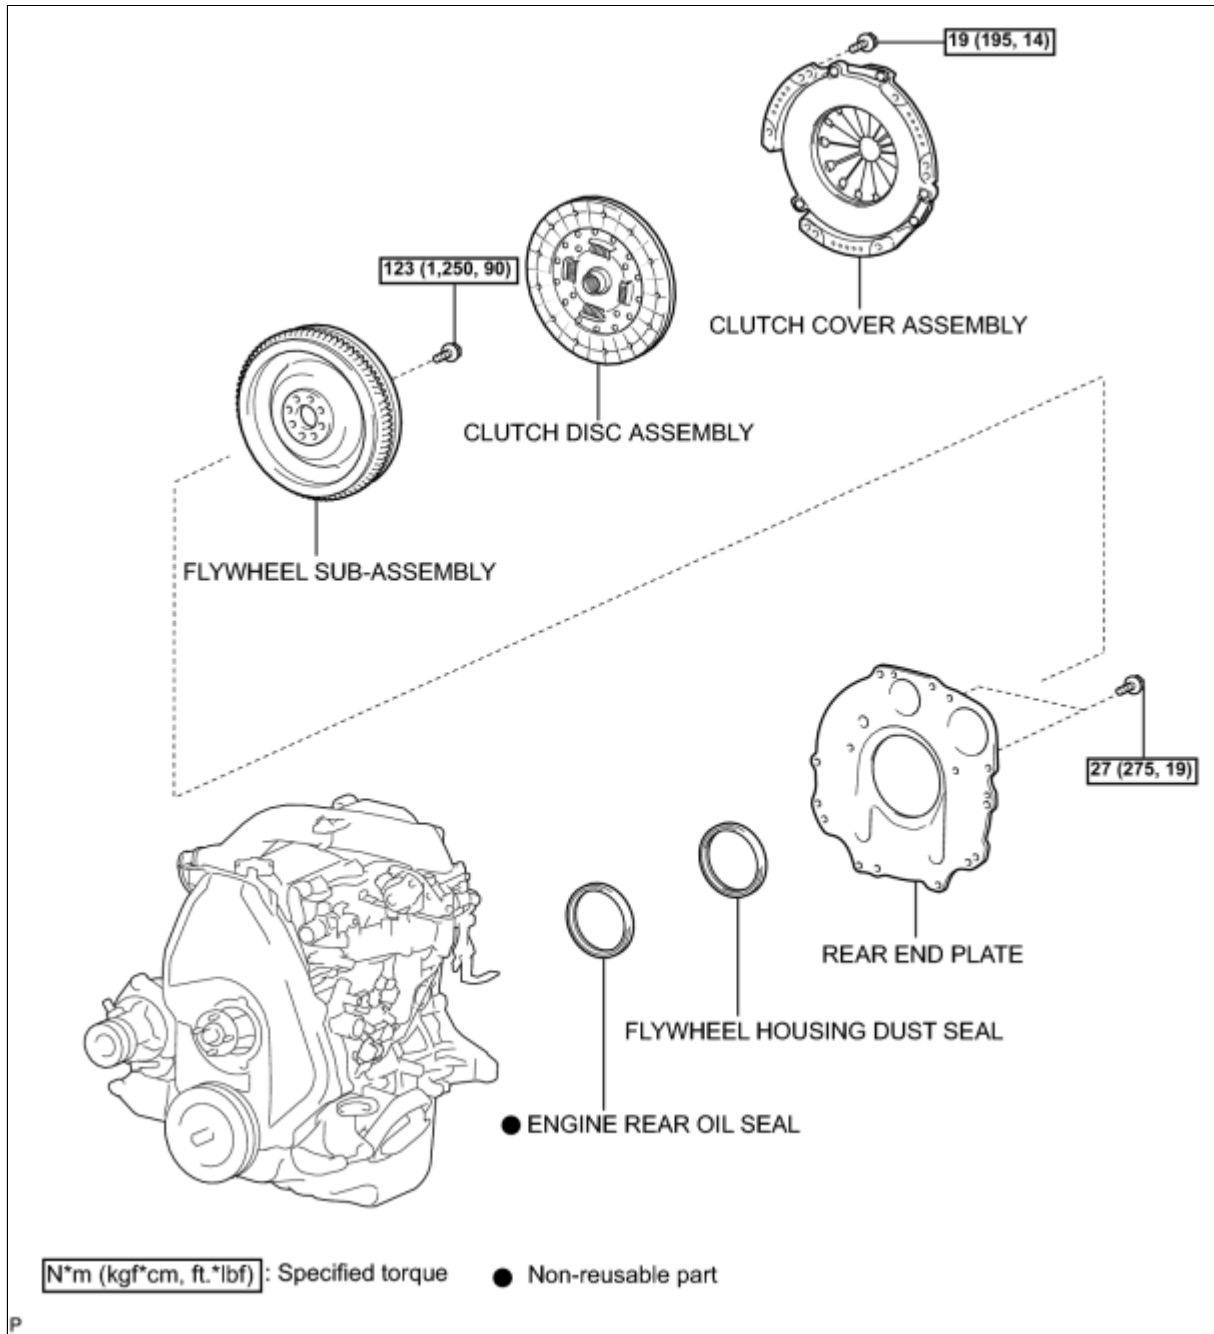 19 (195, 14)
CLUTCH COVER ASSEMBLY
123 (1,250, 90)
CLUTCH DISC ASSEMBLY
FLYWHEEL SUB-ASSEMBLY
27 (275, 19)
REAR END PLATE
FLYWHEEL HOUSING DUST SEAL
● ENGINE REAR OIL SEAL
N*m (kgf*cm, ft.*lbf) : Specified torque ● Non-reusable part
P